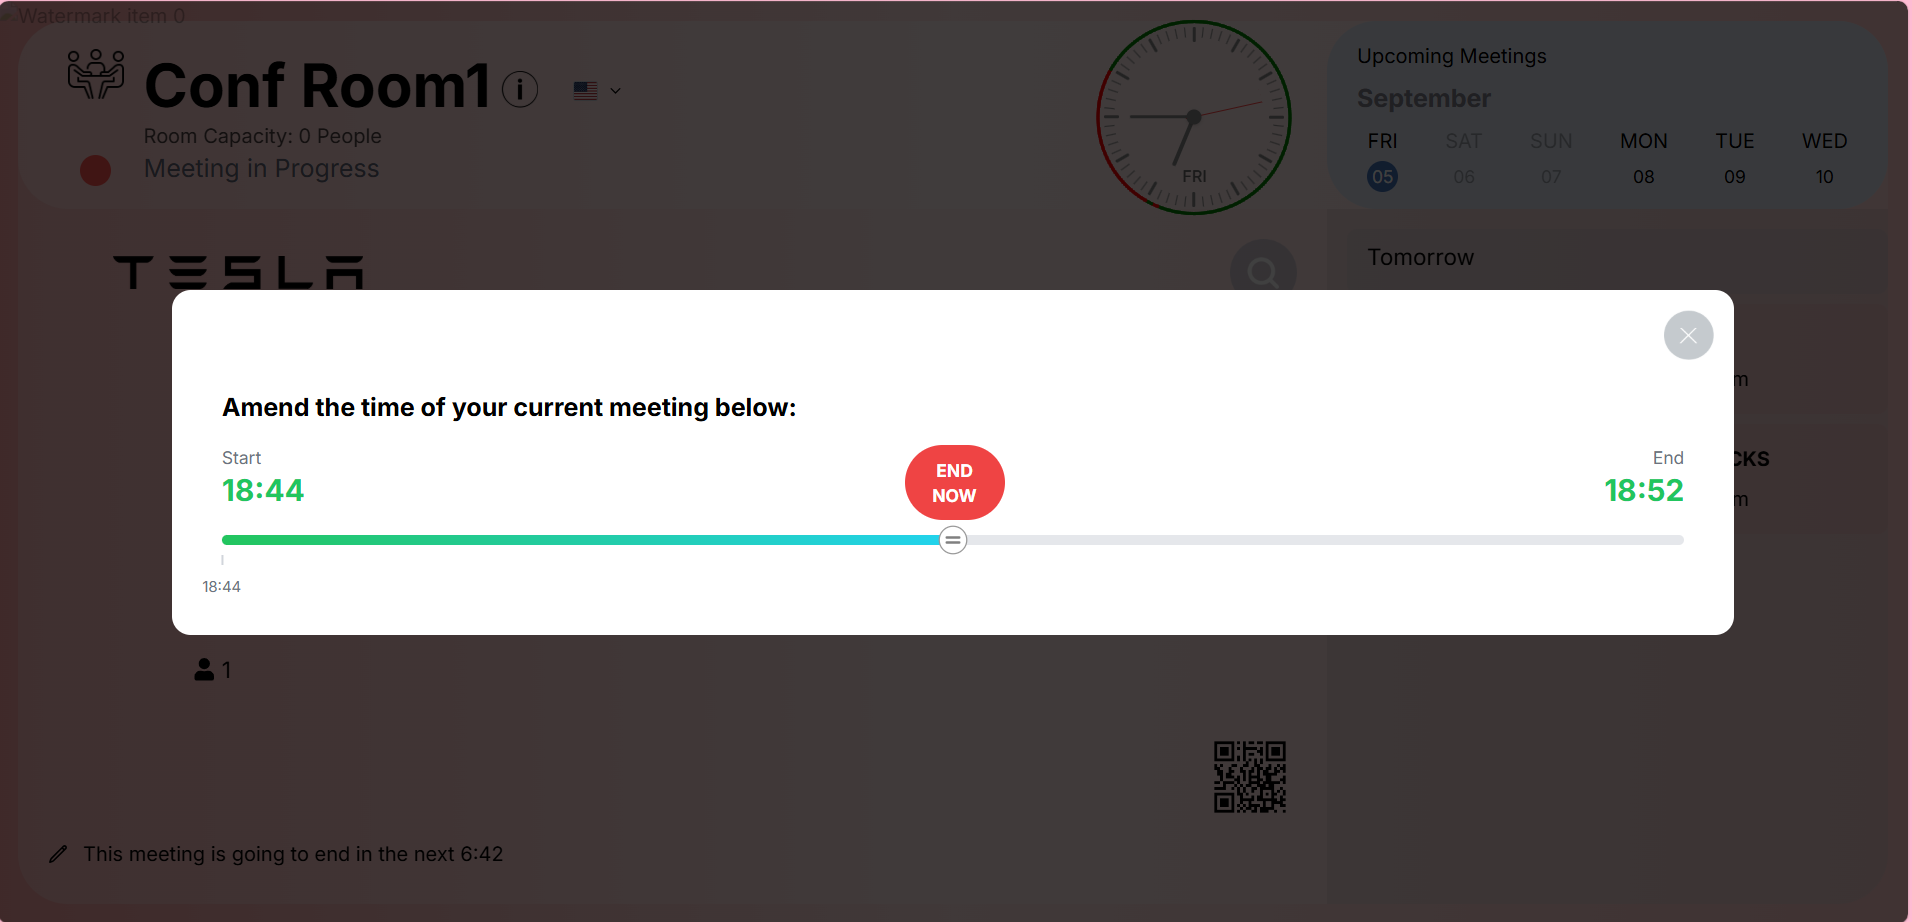 Watermark item 0
Conf Room1
Room Capacity: 0 People
Meeting in Progress
FRI
Upcoming Meetings
September
FRI SAT SUN MON TUE WED
05 06 07 08 09 10
TESLA
Tomorrow
m
CKS
m
Amend the time of your current meeting below:
Start
18:44
END
NOW
End
18:52
18:44
1
This meeting is going to end in the next 6:42